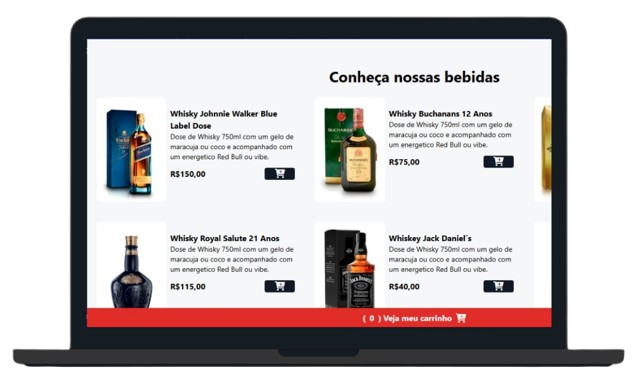 Conheça nossas bebidas
Whisky Johnnie Walker Blue
Label Dose
Dose de Whisky 750ml com um gelo de
maracuja ou coco e acompanhado com
um energetico Red Bull ou vibe.
R$150,00
Whisky Buchanans 12 Anos
Dose de Whisky 750ml com um gelo de
maracuja ou coco e acompanhado com
um energetico Red Bull ou vibe.
R$75,00
Whisky Royal Salute 21 Anos
Dose de Whisky 750ml com um gelo de
maracuja ou coco e acompanhado com
um energetico Red Bull ou vibe.
R$115,00
Whiskey Jack Daniel´s
Dose de Whisky 750ml com um gelo de
maracuja ou coco e acompanhado com
um energetico Red Bull ou vibe.
R$40,00
( 0 ) Veja meu carrinho